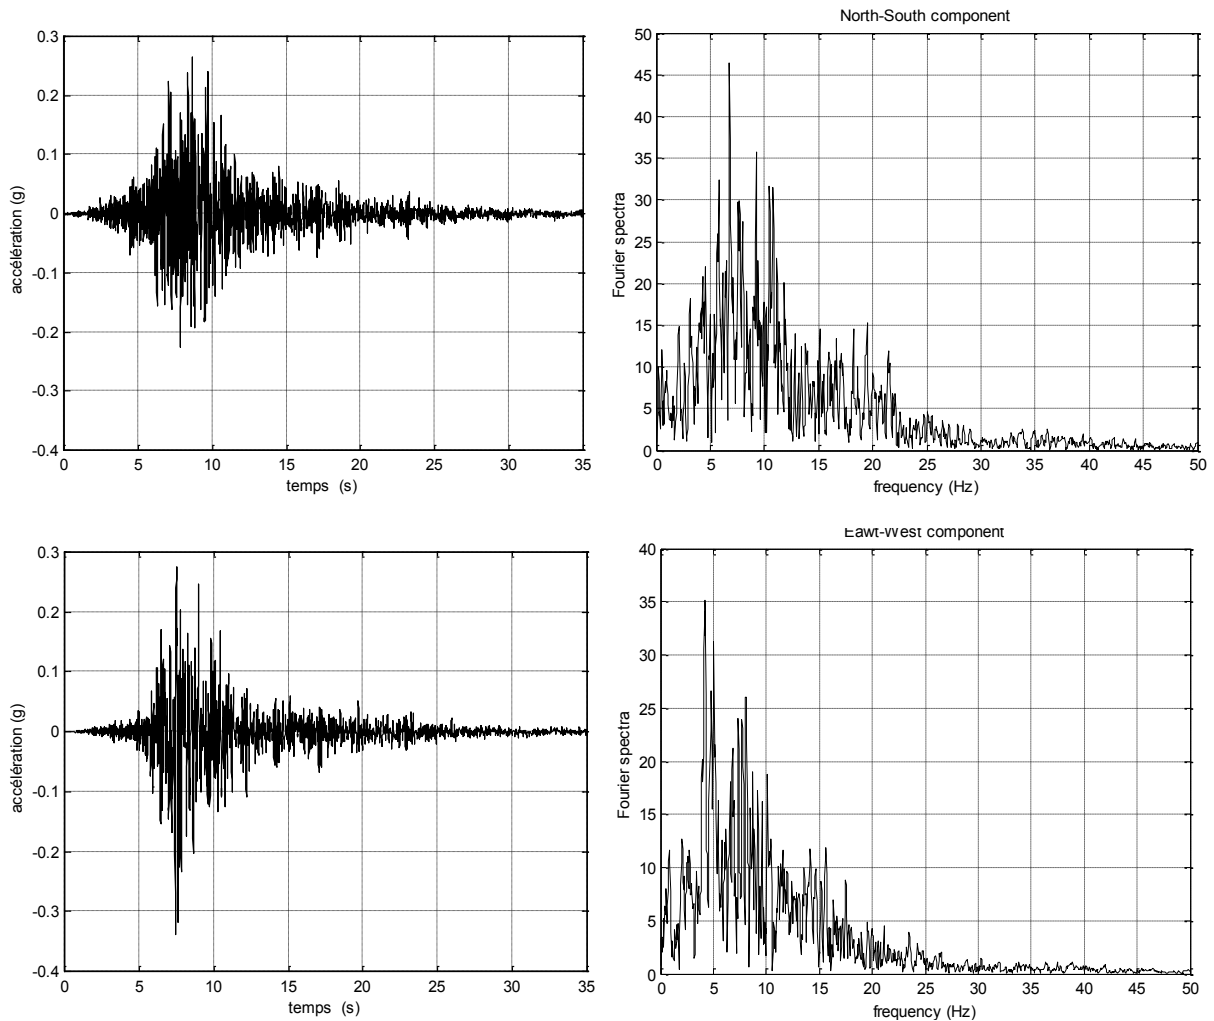 North-South component
0.3
0.2
0.1
0
-0.1
-0.2
-0.3
-0.4
accélération (g)
0 5 10 15 20 25 30 35
temps (s)
50
45
40
35
30
25
20
15
10
5
0
Fourier spectra
0 5 10 15 20 25 30 35 40 45 50
frequency (Hz)
Eawt-West component
0.3
0.2
0.1
0
-0.1
-0.2
-0.3
-0.4
accélération (g)
0 5 10 15 20 25 30 35
temps (s)
40
35
30
25
20
15
10
5
0
Fourier spectra
0 5 10 15 20 25 30 35 40 45 50
frequency (Hz)